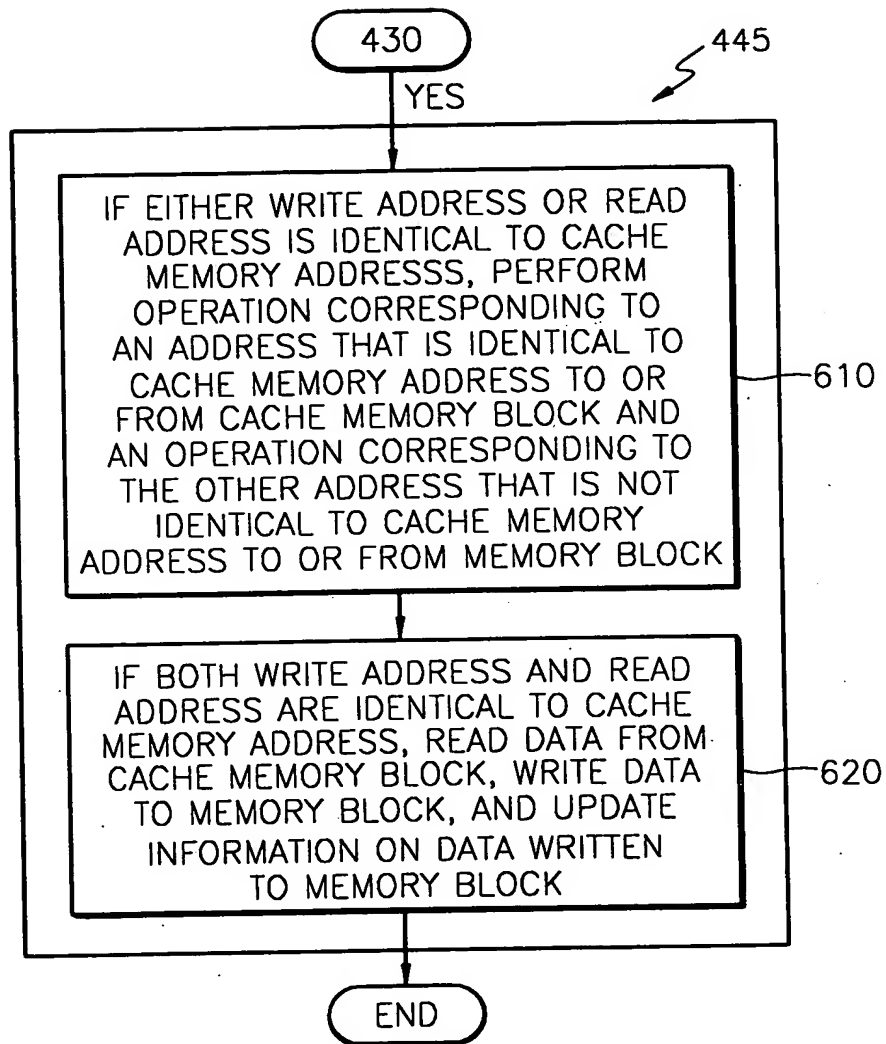 430
445
YES
IF EITHER WRITE ADDRESS OR READ
ADDRESS IS IDENTICAL TO CACHE
MEMORY ADDRESSS, PERFORM
OPERATION CORRESPONDING TO
AN ADDRESS THAT IS IDENTICAL TO
CACHE MEMORY ADDRESS TO OR
FROM CACHE MEMORY BLOCK AND
AN OPERATION CORRESPONDING TO
THE OTHER ADDRESS THAT IS NOT
IDENTICAL TO CACHE MEMORY
ADDRESS TO OR FROM MEMORY BLOCK
610
IF BOTH WRITE ADDRESS AND READ
ADDRESS ARE IDENTICAL TO CACHE
MEMORY ADDRESS, READ DATA FROM
CACHE MEMORY BLOCK, WRITE DATA
TO MEMORY BLOCK, AND UPDATE
INFORMATION ON DATA WRITTEN
TO MEMORY BLOCK
620
END